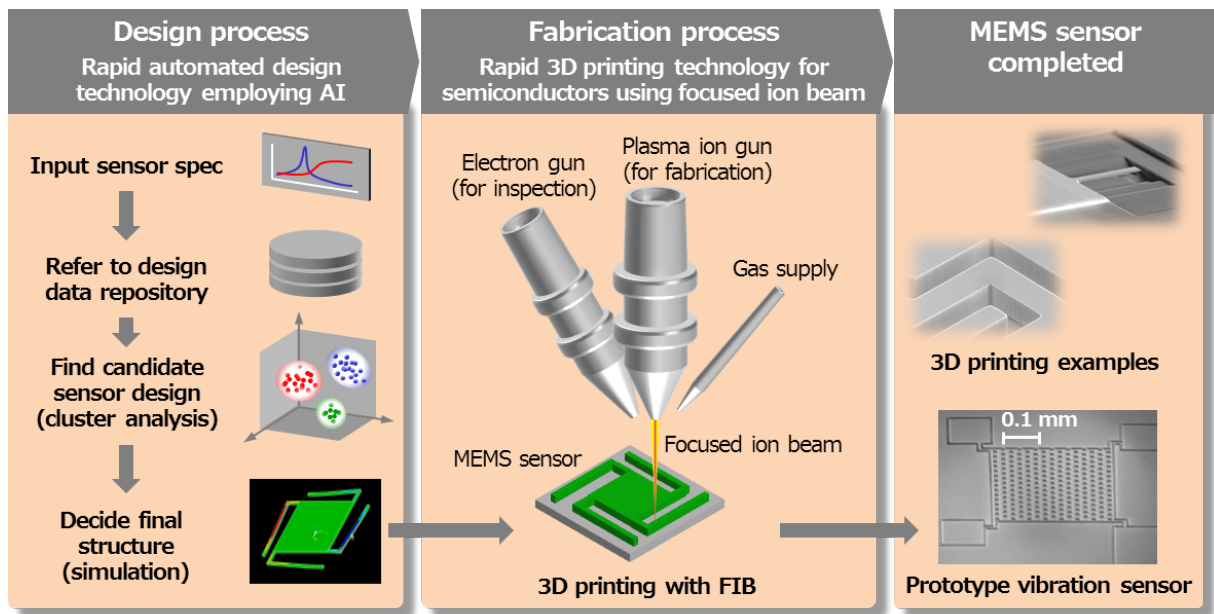 Design process
Rapid automated design
technology employing AI
Input sensor spec
Refer to design
data repository
Find candidate
sensor design
(cluster analysis)
Decide final
structure
(simulation)
Fabrication process
Rapid 3D printing technology for
semiconductors using focused ion beam
Electron gun
(for inspection)
Plasma ion gun
(for fabrication)
Gas supply
MEMS sensor
Focused ion beam
3D printing with FIB
MEMS sensor
completed
3D printing examples
0.1 mm
Prototype vibration sensor